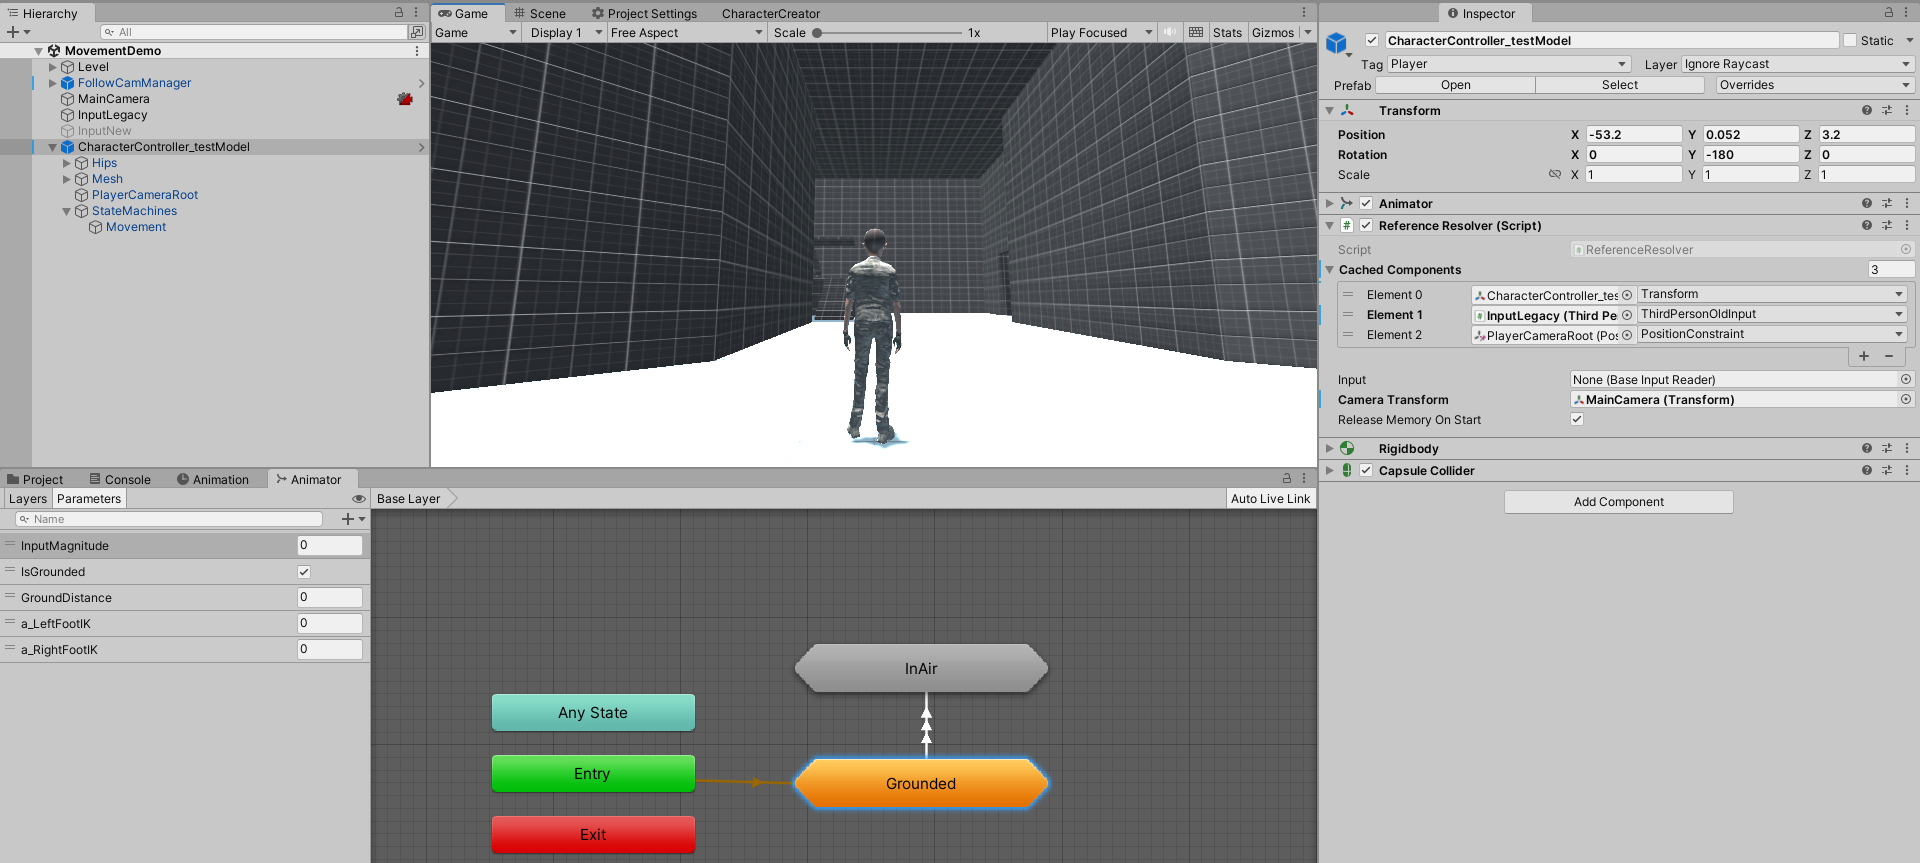 Hierarchy
All
MovementDemo
Level
FollowCamManager
MainCamera
InputLegacy
InputNew
CharacterController_testModel
Hips
Mesh
PlayerCameraRoot
StateMachines
Movement
Game
Scene
Project Settings
CharacterCreator
Game
Display 1
Free Aspect
Scale
1x
Play Focused
Stats
Gizmos
Inspector
CharacterController_testModel
Static
Tag
Player
Layer
Ignore Raycast
Prefab
Open
Select
Overrides
Transform
Position X -53.2 Y 0.052 Z 3.2
Rotation X 0 Y -180 Z 0
Scale X 1 Y 1 Z 1
Animator
Reference Resolver (Script)
Script ReferenceResolver
Cached Components 3
Element 0 CharacterController_tes Transform
Element 1 InputLegacy (Third Pe ThirdPersonOldInput
Element 2 PlayerCameraRoot (Pos PositionConstraint
Input None (Base Input Reader)
Camera Transform MainCamera (Transform)
Release Memory On Start
Rigidbody
Capsule Collider
Add Component
Project
Console
Animation
Animator
Layers
Parameters
Base Layer
Auto Live Link
Name
InputMagnitude 0
IsGrounded
GroundDistance 0
a_LeftFootIK 0
a_RightFootIK 0
InAir
Any State
Entry
Grounded
Exit